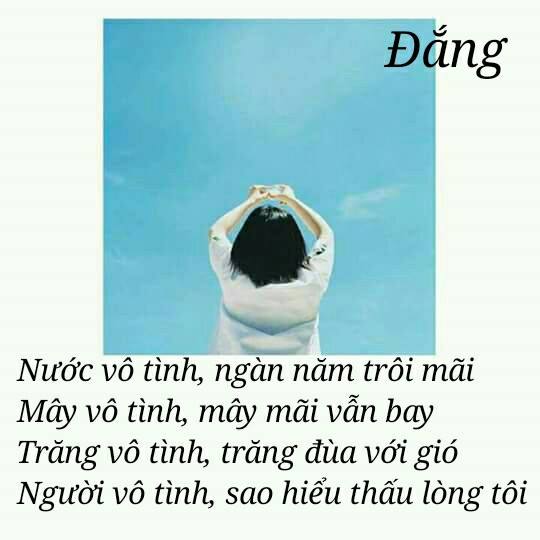 Đắng
Nước vô tình, ngàn năm trôi mãi
Mây vô tình, mây mãi vẫn bay
Trăng vô tình, trăng đùa với gió
Người vô tình, sao hiểu thấu lòng tôi